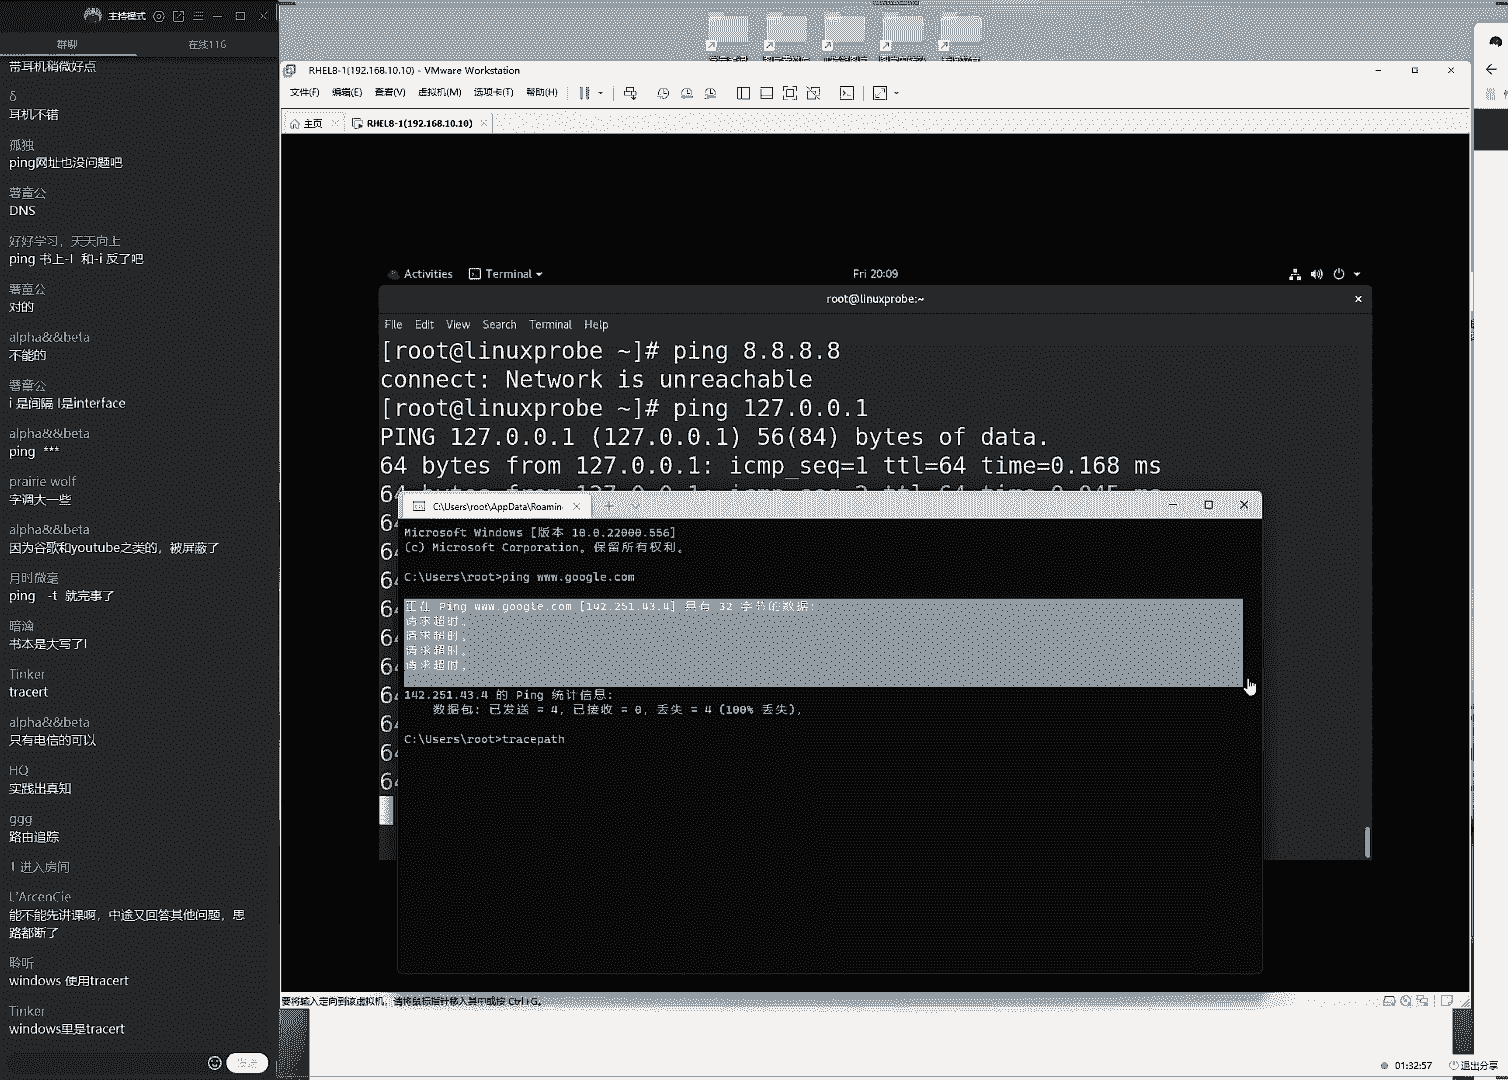 主持模式
群聊
在线116
带耳机稍微好点
δ
耳机不错
孤独
ping网址也没问题吧
薯童公
DNS
好好学习，天天向上
ping 书上-I 和-i 反了吧
薯童公
对的
alpha&&beta
不能的
薯童公
i 是间隔 I是interface
alpha&&beta
ping ***
prairie wolf
字调大一些
alpha&&beta
因为谷歌和youtube之类的，被屏蔽了
月时微毫
ping -t 就完事了
暗渔
书本是大写了I
Tinker
tracert
alpha&&beta
只有电信的可以
HQ
实践出真知
ggg
路由追踪
1 进入房间
L'ArcenCie
能不能先讲课啊，中途又回答其他问题，思
路都断了
聆听
windows 使用tracert
Tinker
windows里是tracert
RHEL8-1(192.168.10.10) - VMware Workstation
文件(F) 编辑(E) 查看(V) 虚拟机(M) 选项卡(T) 帮助(H)
主页 RHEL8-1(192.168.10.10)
Activities Terminal Fri 20:09
root@linuxprobe:~
File Edit View Search Terminal Help
[root@linuxprobe ~]# ping 8.8.8.8
connect: Network is unreachable
[root@linuxprobe ~]# ping 127.0.0.1
PING 127.0.0.1 (127.0.0.1) 56(84) bytes of data.
64 bytes from 127.0.0.1: icmp_seq=1 ttl=64 time=0.168 ms
C:\Users\root\AppData\Roamin
Microsoft Windows [版本 10.0.22000.556]
(c) Microsoft Corporation。保留所有权利。
C:\Users\root>ping www.google.com
正在 Ping www.google.com [142.251.43.4] 具有 32 字节的数据:
请求超时。
请求超时。
请求超时。
请求超时。
142.251.43.4 的 Ping 统计信息:
数据包: 已发送 = 4，已接收 = 0，丢失 = 4 (100% 丢失)，
C:\Users\root>tracepath
要将输入定向到该虚拟机，请将鼠标指针移入其中或按 Ctrl+G。
01:32:57 退出分享